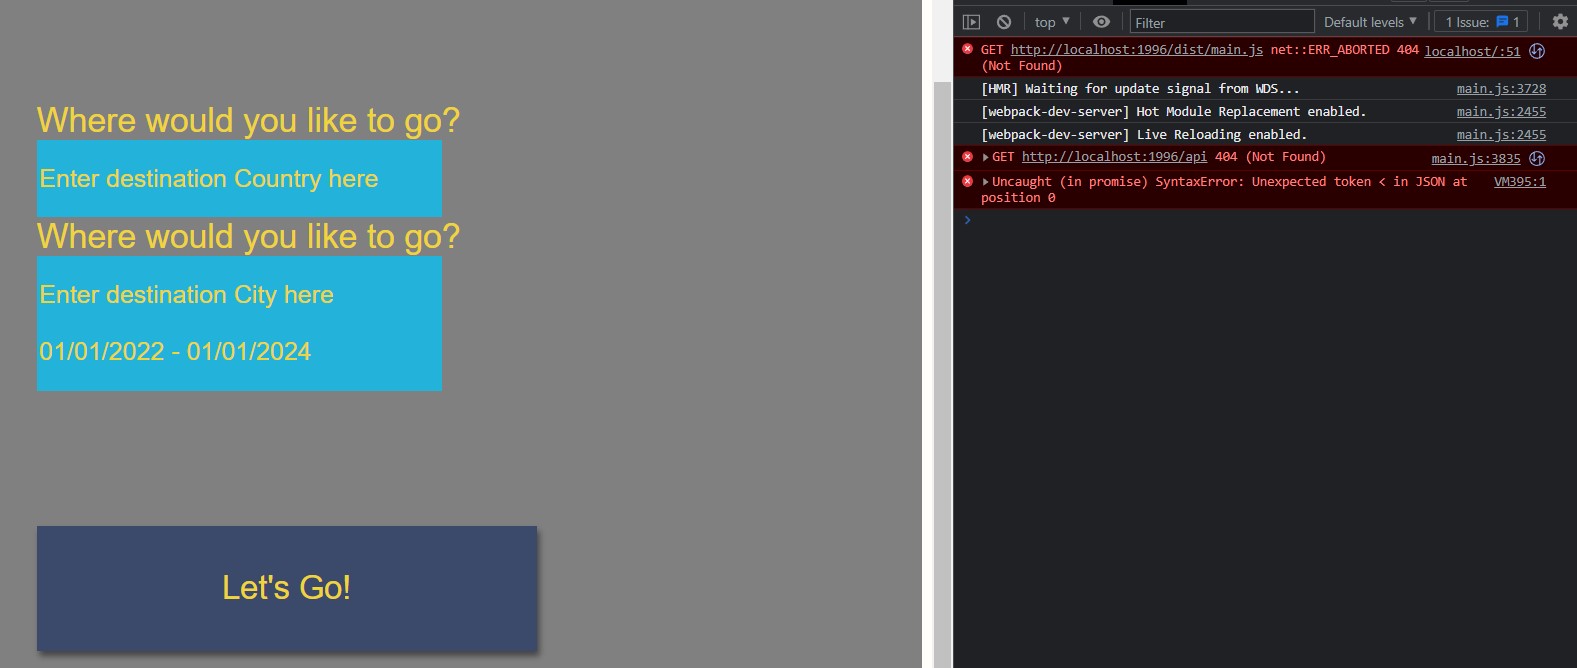 Where would you like to go?
Enter destination Country here
Where would you like to go?
Enter destination City here
01/01/2022 - 01/01/2024
Let's Go!
top ▼
Filter
Default levels ▼
1 Issue: 1
GET http://localhost:1996/dist/main.js net::ERR_ABORTED 404 localhost/:51
(Not Found)
[HMR] Waiting for update signal from WDS... main.js:3728
[webpack-dev-server] Hot Module Replacement enabled. main.js:2455
[webpack-dev-server] Live Reloading enabled. main.js:2455
GET http://localhost:1996/api 404 (Not Found) main.js:3835
Uncaught (in promise) SyntaxError: Unexpected token < in JSON at VM395:1
position 0